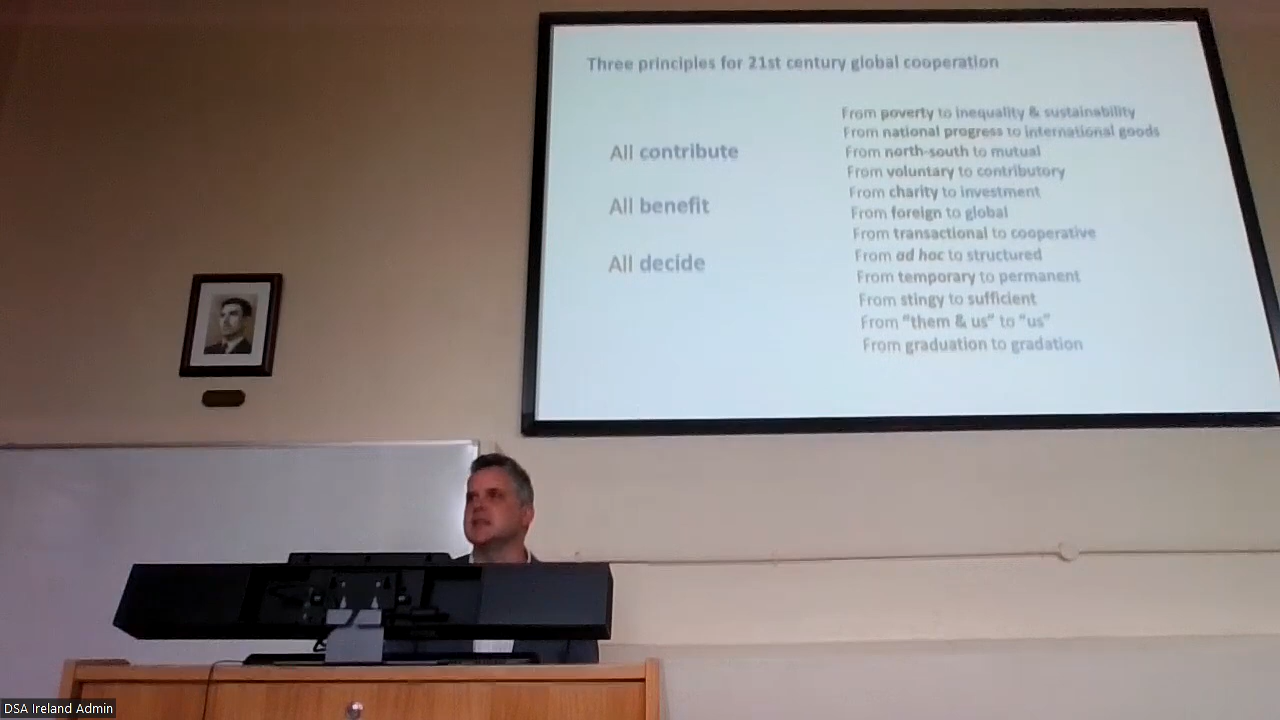 Three principles for 21st century global cooperation
All contribute
All benefit
All decide
From poverty to inequality & sustainability
From national progress to international goods
From north-south to mutual
From voluntary to contributory
From charity to investment
From foreign to global
From transactional to cooperative
From ad hoc to structured
From temporary to permanent
From stingy to sufficient
From “them & us” to “us”
From graduation to gradation
DSA Ireland Admin